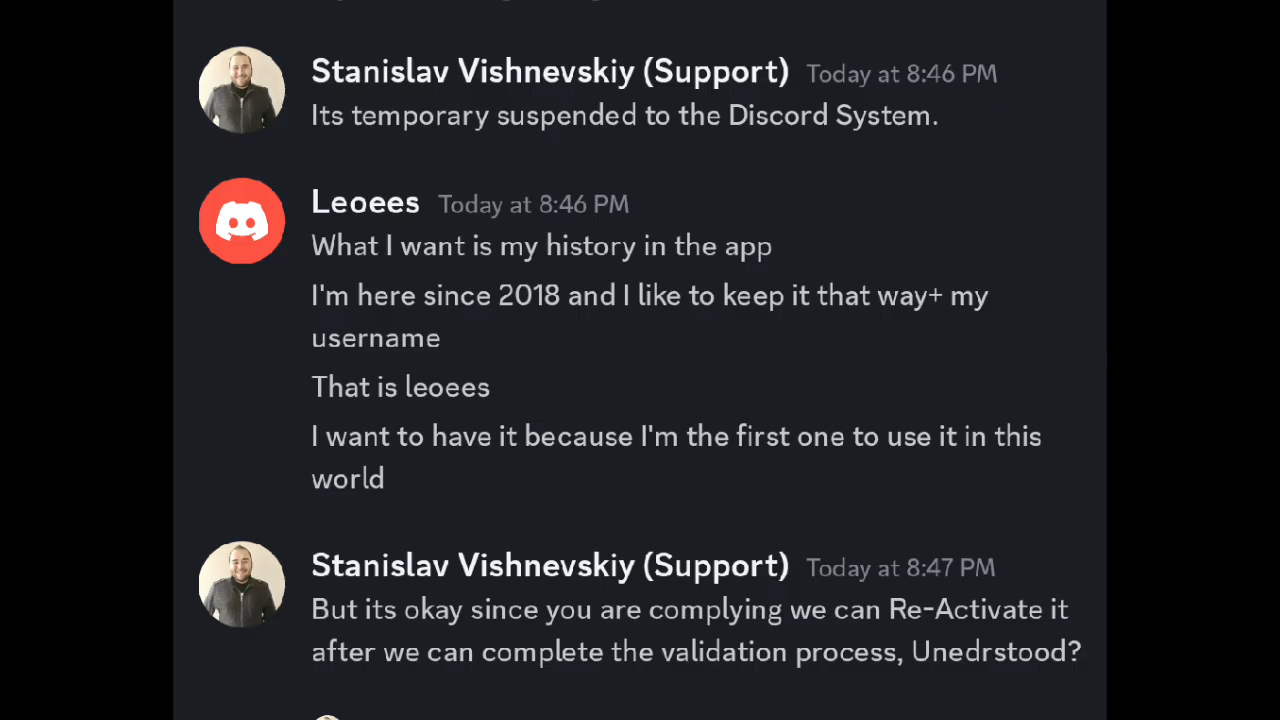 Stanislav Vishnevskiy (Support) Today at 8:46 PM
Its temporary suspended to the Discord System.
Leoees Today at 8:46 PM
What I want is my history in the app
I'm here since 2018 and I like to keep it that way+ my
username
That is leoees
I want to have it because I'm the first one to use it in this
world
Stanislav Vishnevskiy (Support) Today at 8:47 PM
But its okay since you are complying we can Re-Activate it
after we can complete the validation process, Unedrstood?